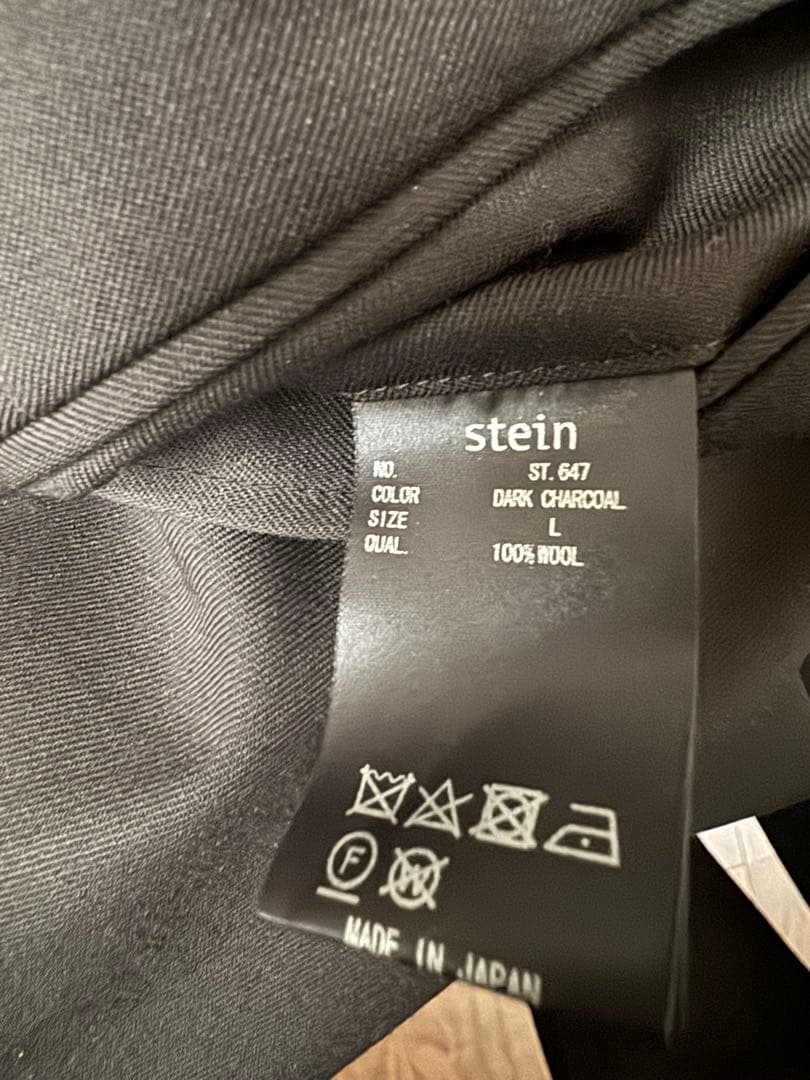 stein
NO. ST.647
COLOR DARK CHARCOAL
SIZE L
QUAL. 100% WOOL
F
W
MADE IN JAPAN